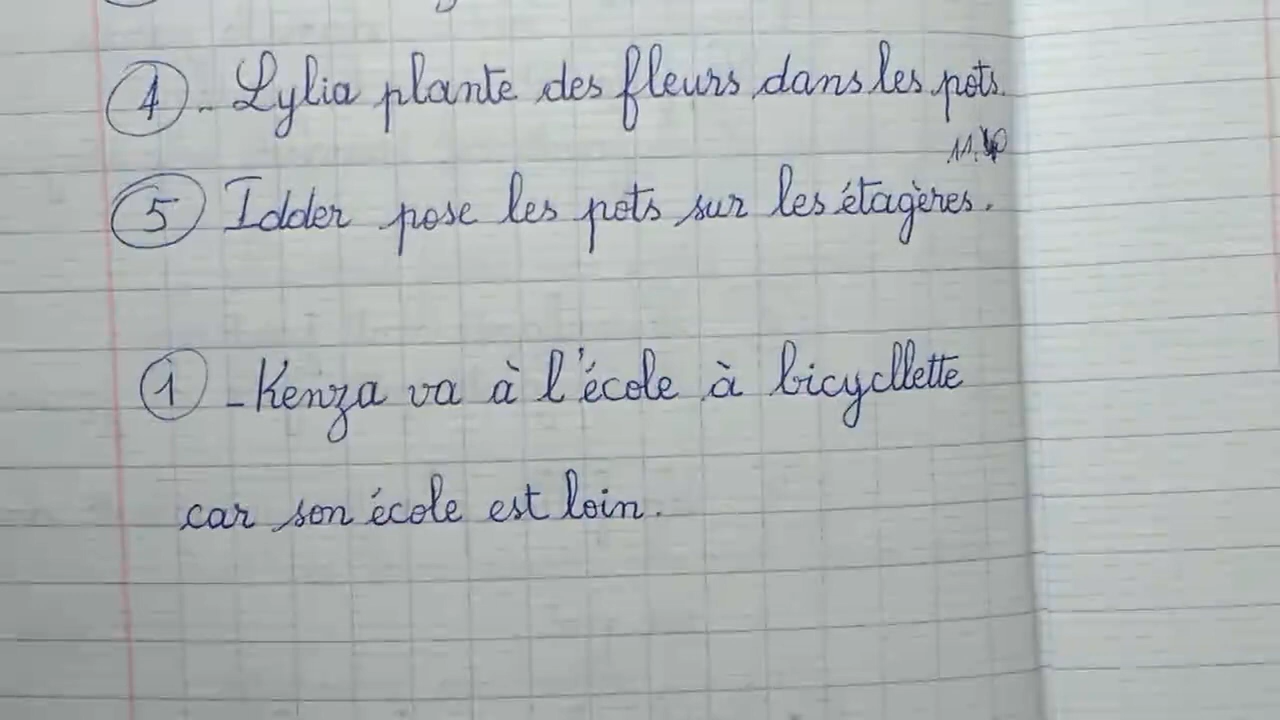 ④ - Lylia plante des fleurs dans les pots.
⑤ Idder pose les pots sur les étagères.
① - Kenza va à l'école à bicycllette
car son école est loin.